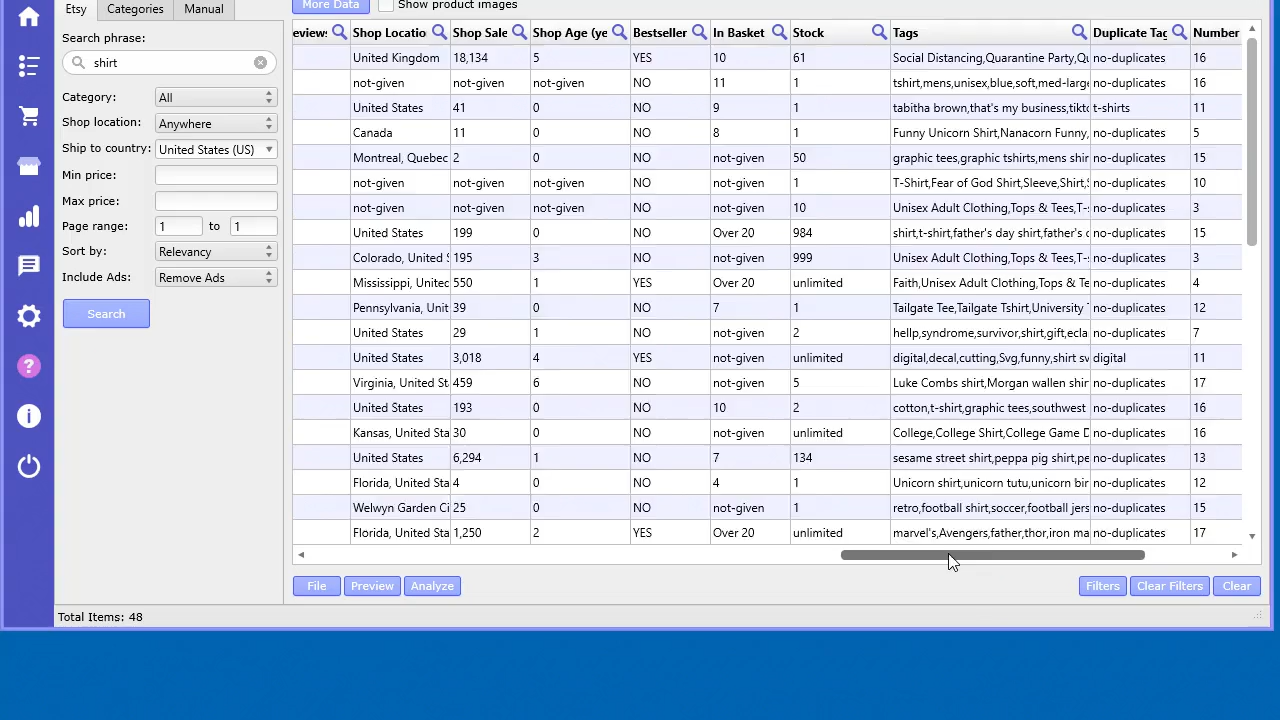 Etsy Categories Manual
More Data Show product images
Search phrase:
shirt
Category: All
Shop location: Anywhere
Ship to country: United States (US)
Min price:
Max price:
Page range: 1 to 1
Sort by: Relevancy
Include Ads: Remove Ads
Search
eviews Shop Locatio Shop Sale Shop Age (ye Bestseller In Basket Stock Tags Duplicate Tag Number
United Kingdom 18,134 5 YES 10 61 Social Distancing,Quarantine Party,Qu no-duplicates 16
not-given not-given not-given NO 11 1 tshirt,mens,unisex,blue,soft,med-large no-duplicates 16
United States 41 0 NO 9 1 tabitha brown,that's my business,tikto t-shirts 11
Canada 11 0 NO 8 1 Funny Unicorn Shirt,Nanacorn Funny, no-duplicates 5
Montreal, Quebec 2 0 NO not-given 50 graphic tees,graphic tshirts,mens shir no-duplicates 15
not-given not-given not-given NO not-given 1 T-Shirt,Fear of God Shirt,Sleeve,Shirt,S no-duplicates 10
not-given not-given not-given NO not-given 10 Unisex Adult Clothing,Tops & Tees,T- no-duplicates 3
United States 199 0 NO Over 20 984 shirt,t-shirt,father's day shirt,father's c no-duplicates 15
Colorado, United S 195 3 NO Over 20 999 Unisex Adult Clothing,Tops & Tees,T- no-duplicates 3
Mississippi, United 550 1 YES Over 20 unlimited Faith,Unisex Adult Clothing,Tops & Te no-duplicates 4
Pennsylvania, Unit 39 0 NO 7 1 Tailgate Tee,Tailgate Tshirt,University T no-duplicates 12
United States 29 1 NO not-given 2 hellp,syndrome,survivor,shirt,gift,ecla no-duplicates 7
United States 3,018 4 YES not-given unlimited digital,decal,cutting,Svg,funny,shirt sv digital 11
Virginia, United St 459 6 NO not-given 5 Luke Combs shirt,Morgan wallen shir no-duplicates 17
United States 193 0 NO 10 2 cotton,t-shirt,graphic tees,southwest no-duplicates 16
Kansas, United Sta 30 0 NO not-given unlimited College,College Shirt,College Game D no-duplicates 16
United States 6,294 1 NO 7 134 sesame street shirt,peppa pig shirt,pe no-duplicates 13
Florida, United Sta 4 0 NO 4 1 Unicorn shirt,unicorn tutu,unicorn bir no-duplicates 12
Welwyn Garden Ci 25 0 NO not-given 1 retro,football shirt,soccer,football jers no-duplicates 15
Florida, United Sta 1,250 2 YES Over 20 unlimited marvel's,Avengers,father,thor,iron ma no-duplicates 17
File Preview Analyze Filters Clear Filters Clear
Total Items: 48